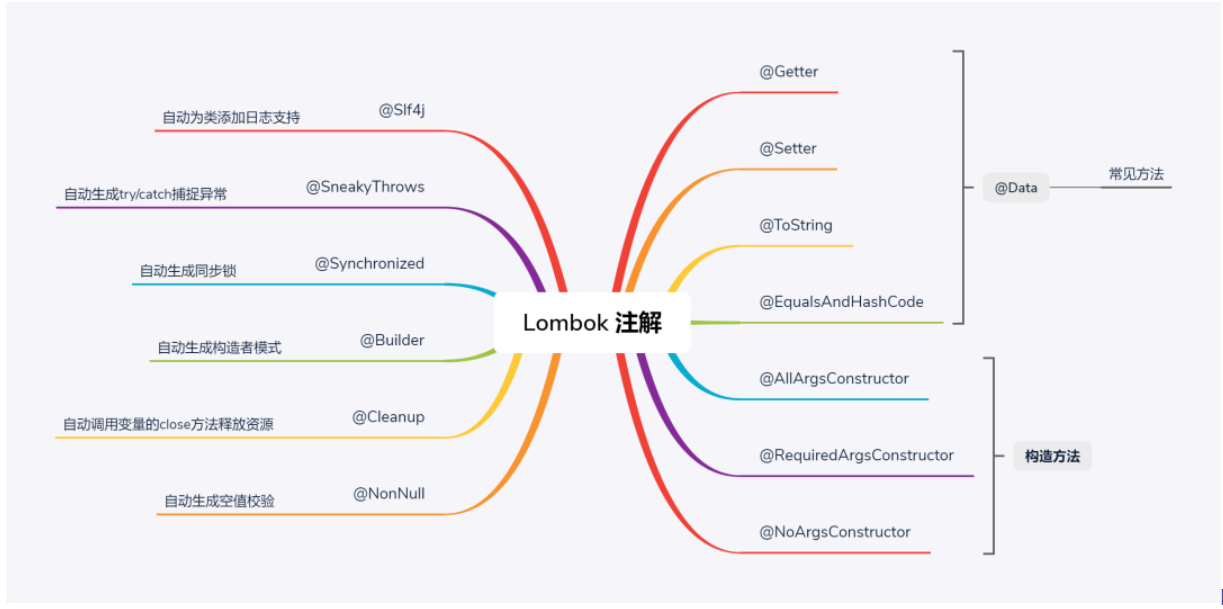 Lombok 注解
@Slf4j
自动为类添加日志支持
@SneakyThrows
自动生成try/catch捕捉异常
@Synchronized
自动生成同步锁
@Builder
自动生成构造者模式
@Cleanup
自动调用变量的close方法释放资源
@NonNull
自动生成空值校验
@Getter
@Setter
@ToString
@EqualsAndHashCode
@Data
常见方法
@AllArgsConstructor
@RequiredArgsConstructor
@NoArgsConstructor
构造方法